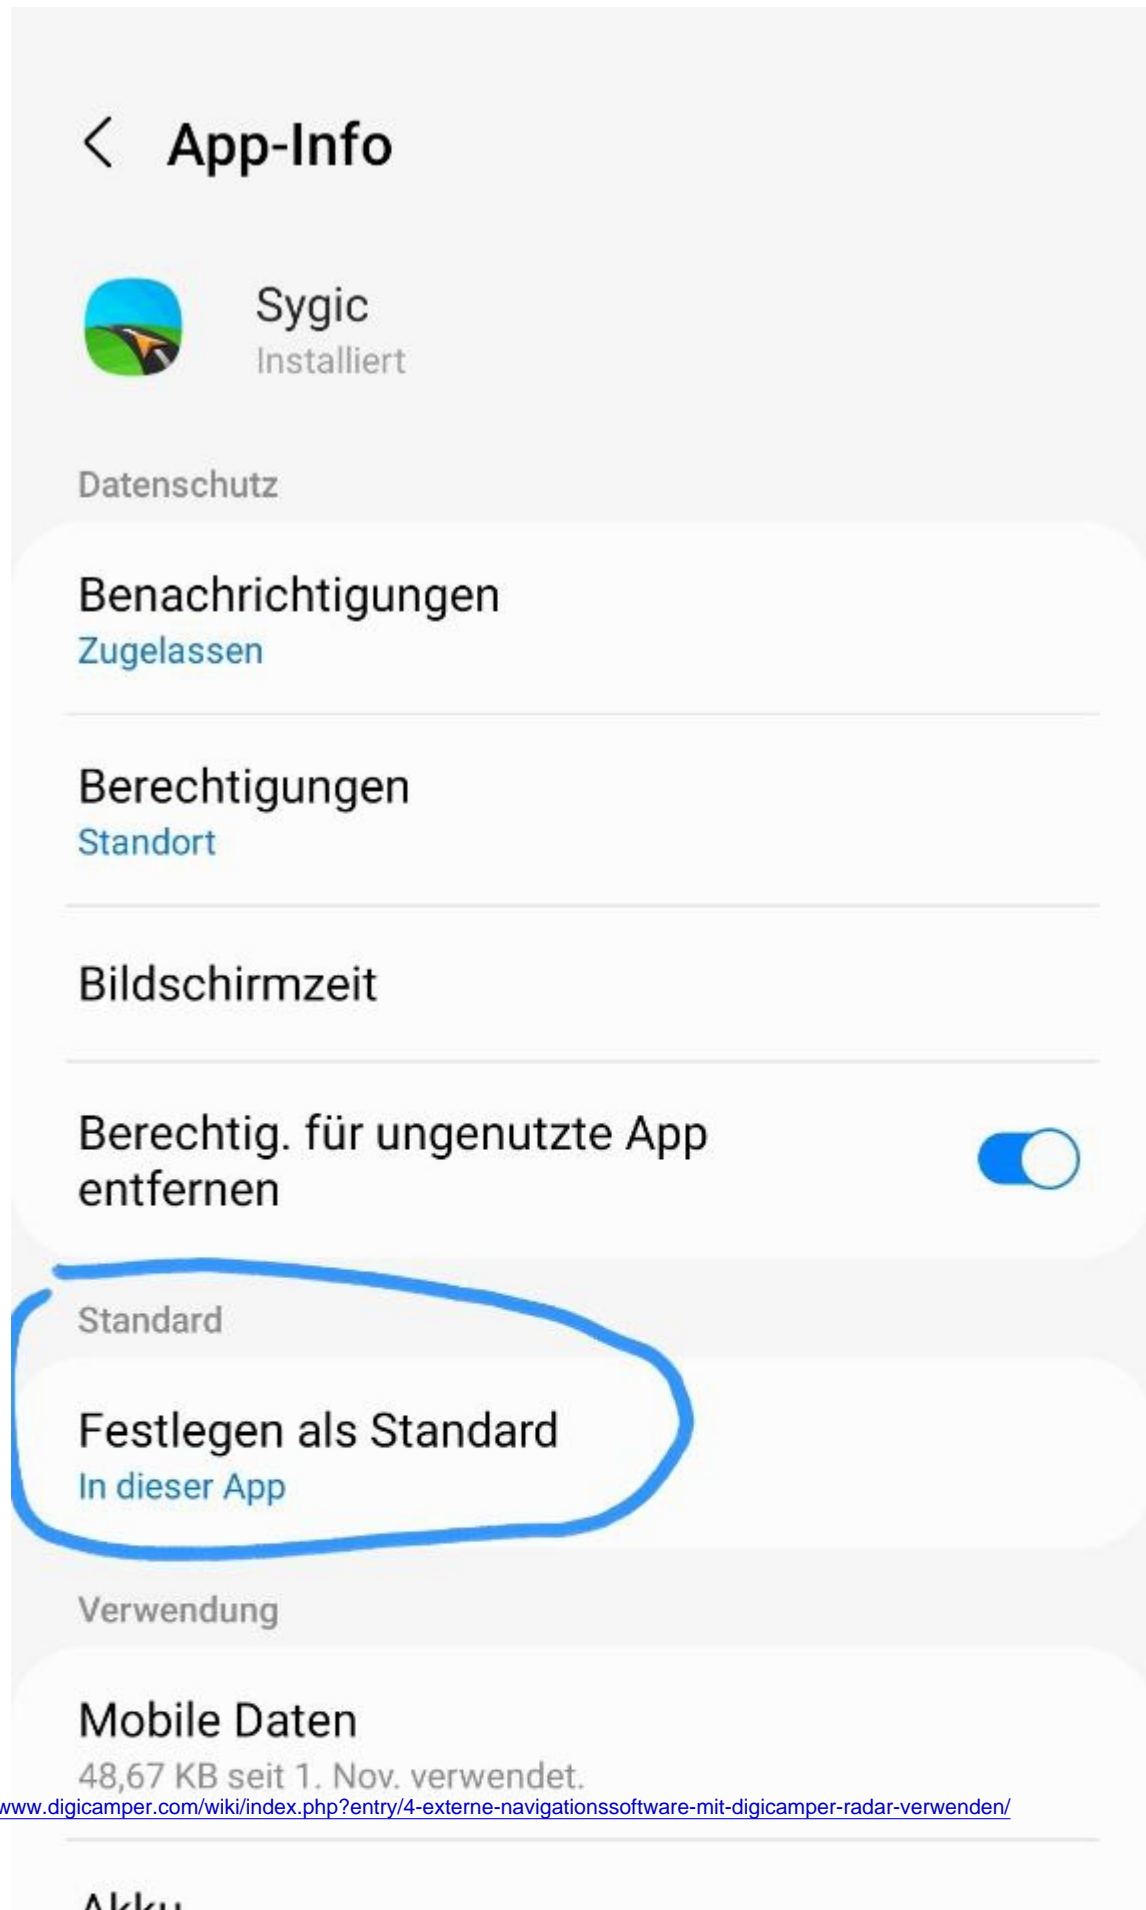 App-Info
Sygic
Installiert
Datenschutz
Benachrichtigungen
Zugelassen
Berechtigungen
Standort
Bildschirmzeit
Berechtig. für ungenutzte App
entfernen
Standard
Festlegen als Standard
In dieser App
Verwendung
Mobile Daten
48,67 KB seit 1. Nov. verwendet.
www.digicamper.com/wiki/index.php?entry/4-externe-navigationssoftware-mit-digicamper-radar-verwenden/
Akku